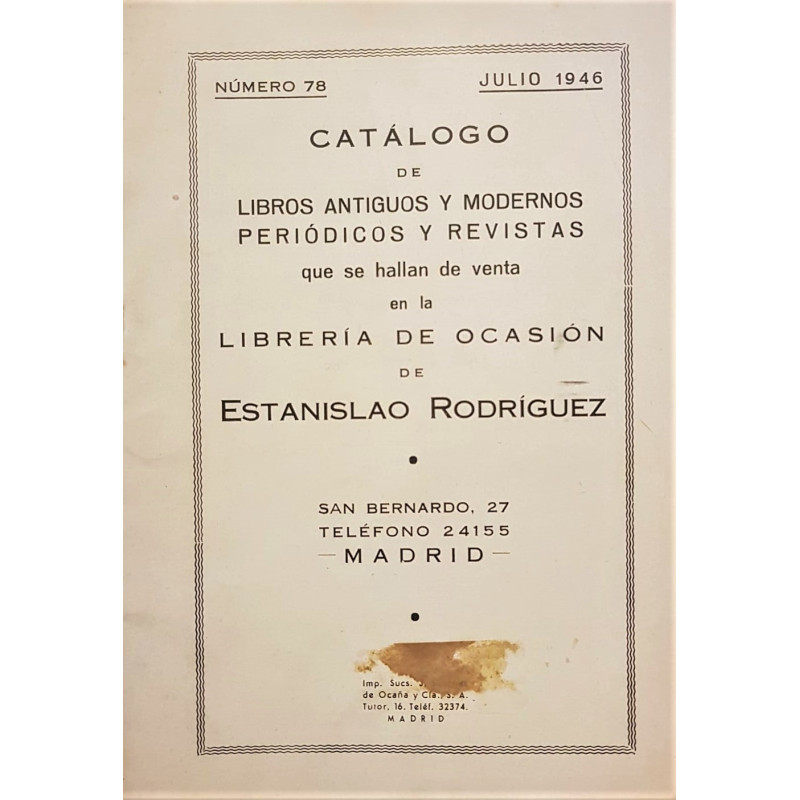 NÚMERO 78
JULIO 1946
CATÁLOGO
DE
LIBROS ANTIGUOS Y MODERNOS
PERIÓDICOS Y REVISTAS
que se hallan de venta
en la
LIBRERÍA DE OCASIÓN
DE
ESTANISLAO RODRÍGUEZ
SAN BERNARDO, 27
TELÉFONO 24155
—MADRID—
Imp. Sucs.
de Ocaña y Cía., S. A.
Tutor, 16. Teléf. 32374.
MADRID